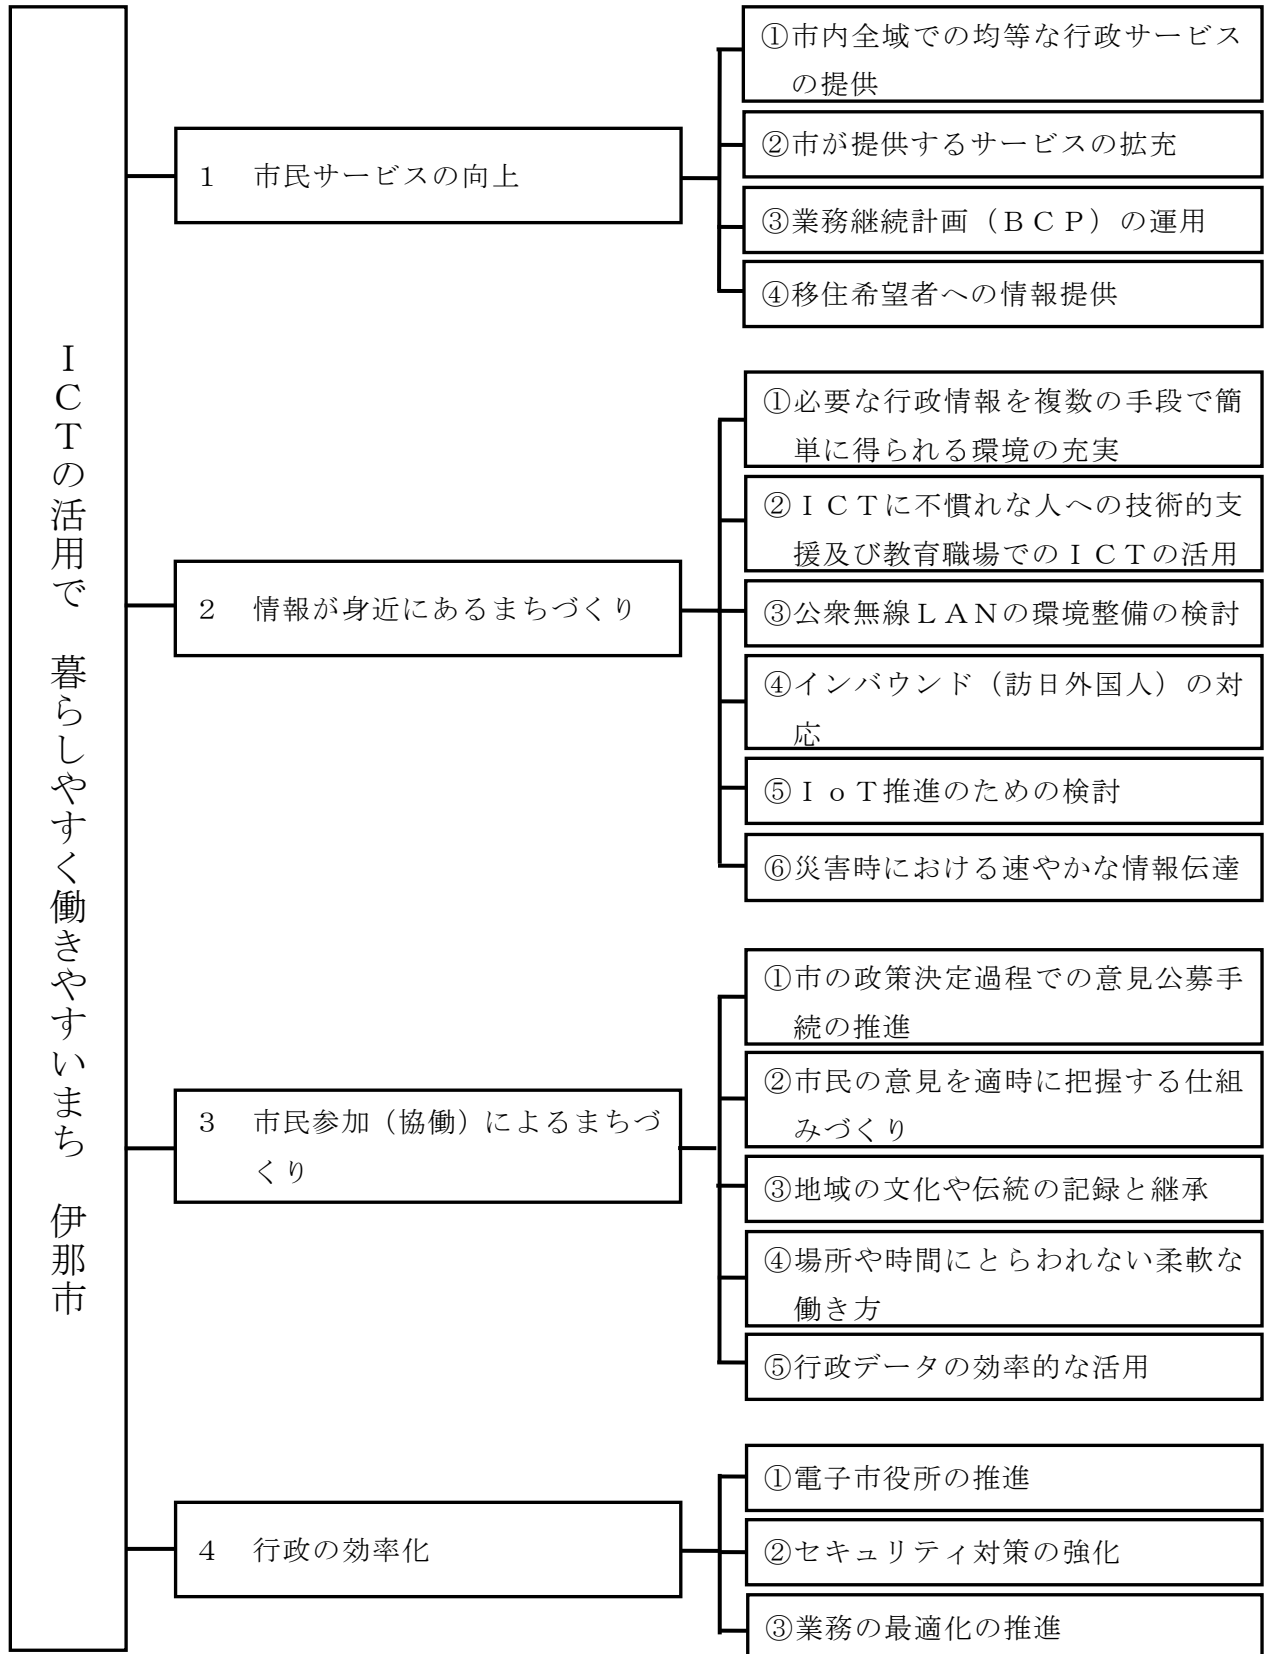 ICTの活用で　暮らしやすく働きやすいまち　伊那市
１　市民サービスの向上
①市内全域での均等な行政サービス
の提供
②市が提供するサービスの拡充
③業務継続計画（ＢＣＰ）の運用
④移住希望者への情報提供
２　情報が身近にあるまちづくり
①必要な行政情報を複数の手段で簡
単に得られる環境の充実
②ＩＣＴに不慣れな人への技術的支
援及び教育職場でのＩＣＴの活用
③公衆無線ＬＡＮの環境整備の検討
④インバウンド（訪日外国人）の対
応
⑤ＩｏＴ推進のための検討
⑥災害時における速やかな情報伝達
３　市民参加（協働）によるまちづ
くり
①市の政策決定過程での意見公募手
続の推進
②市民の意見を適時に把握する仕組
みづくり
③地域の文化や伝統の記録と継承
④場所や時間にとらわれない柔軟な
働き方
⑤行政データの効率的な活用
４　行政の効率化
①電子市役所の推進
②セキュリティ対策の強化
③業務の最適化の推進